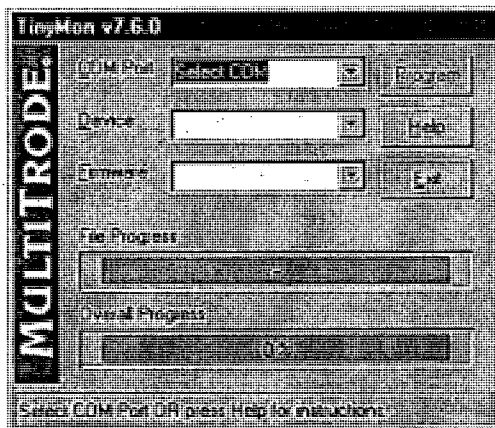 TinyMon v7.6.0
MULTITRODE.
COM Port
Select COM
Program
Device
Help
Firmware
Exit
File Progress
Overall Progress
0%
Select COM Port OR press Help for instructions